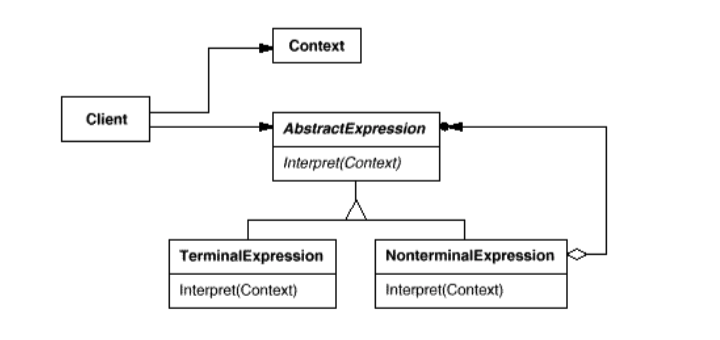 Context
Client
AbstractExpression
Interpret(Context)
TerminalExpression
Interpret(Context)
NonterminalExpression
Interpret(Context)